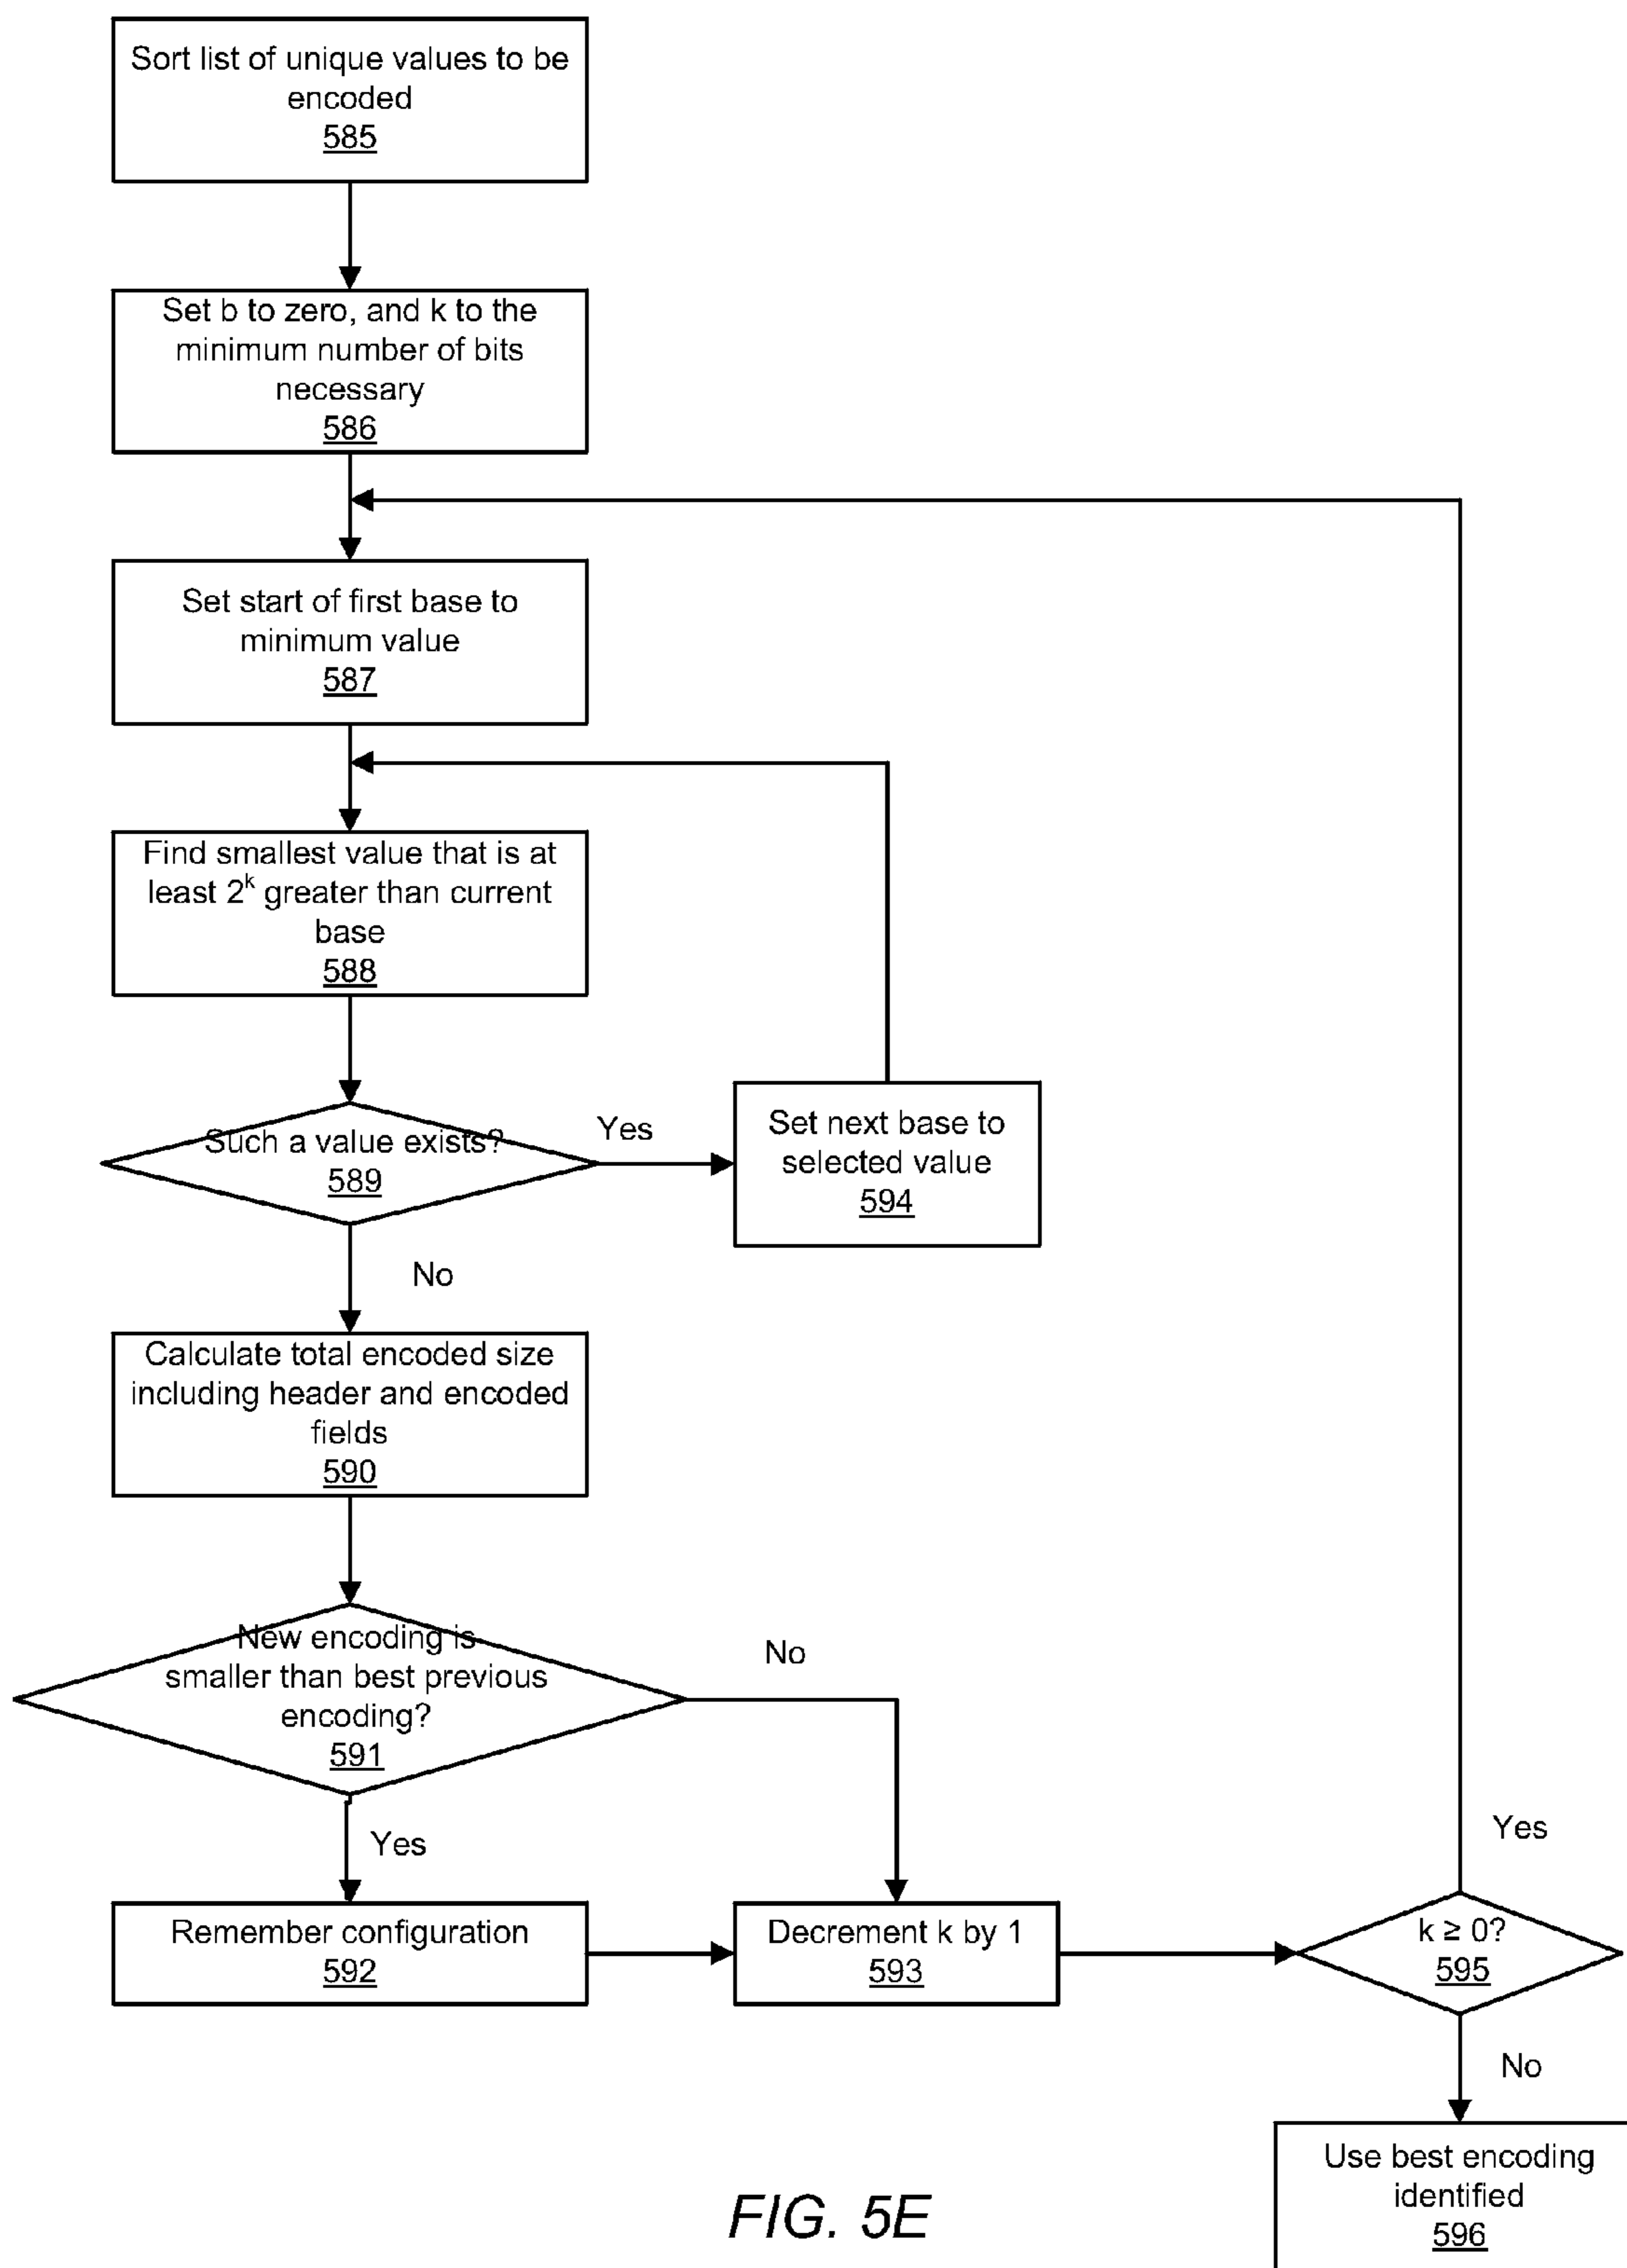 Sort list of unique values to be
encoded
585
Set b to zero, and k to the
minimum number of bits
necessary
586
Set start of first base to
minimum value
587
Find smallest value that is at
least 2^k greater than current
base
588
Such a value exists?
589
Yes
Set next base to
selected value
594
No
Calculate total encoded size
including header and encoded
fields
590
New encoding is
smaller than best previous
encoding?
591
No
Yes
Remember configuration
592
Decrement k by 1
593
Yes
k ≥ 0?
595
No
Use best encoding
identified
596
FIG. 5E